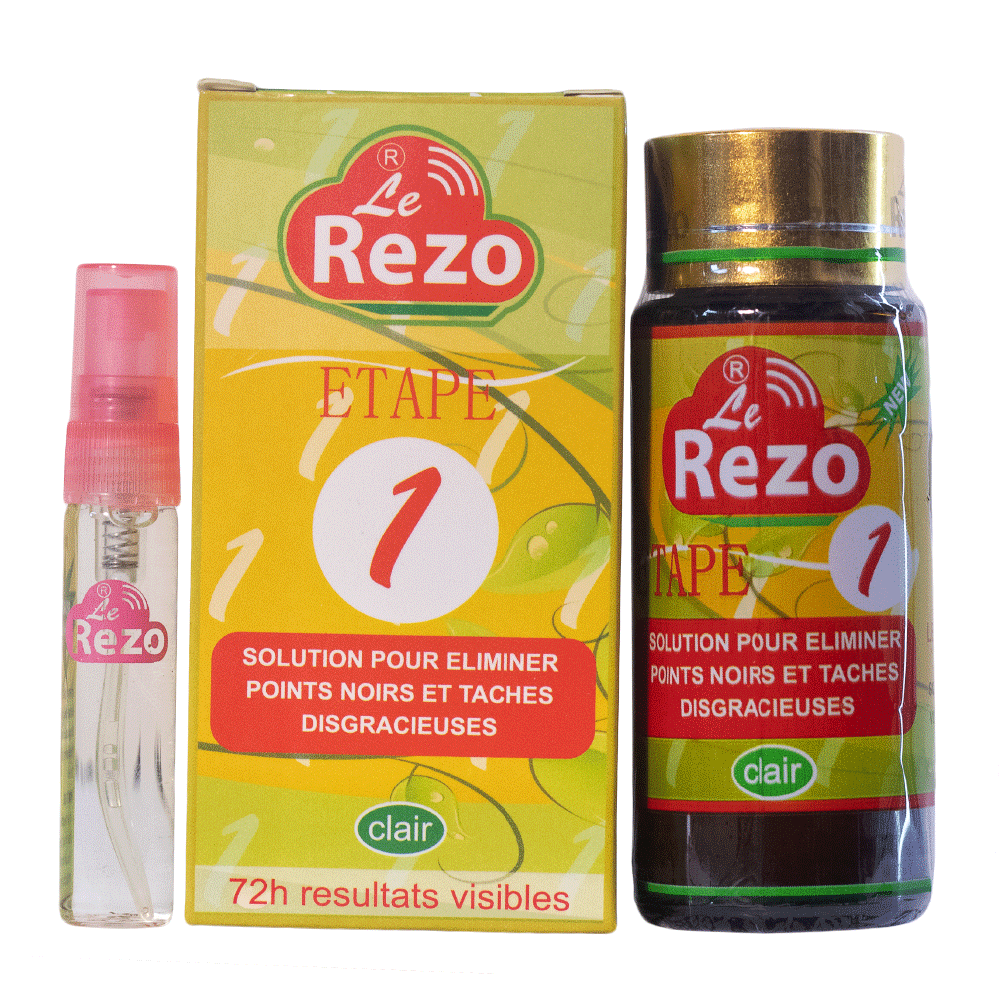 ®
Le
Rezo
®
Le
Rezo
ETAPE
1
SOLUTION POUR ELIMINER
POINTS NOIRS ET TACHES
DISGRACIEUSES
clair
72h resultats visibles
®
Le
Rezo
NEW
TAPE
1
SOLUTION POUR ELIMINER
POINTS NOIRS ET TACHES
DISGRACIEUSES
clair